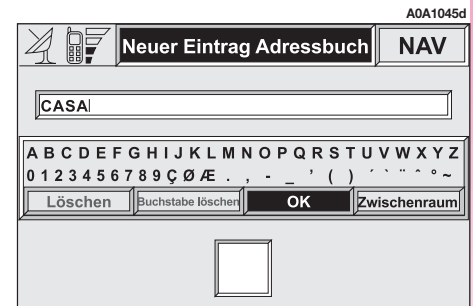 A0A1045d
Neuer Eintrag Adressbuch NAV
CASA
A B C D E F G H I J K L M N O P Q R S T U V W X Y Z
0 1 2 3 4 5 6 7 8 9 Ç Ø Æ . , - _ ' ( ) ´ ` ¨ ^ ° ~
Löschen Buchstabe löschen OK Zwischenraum